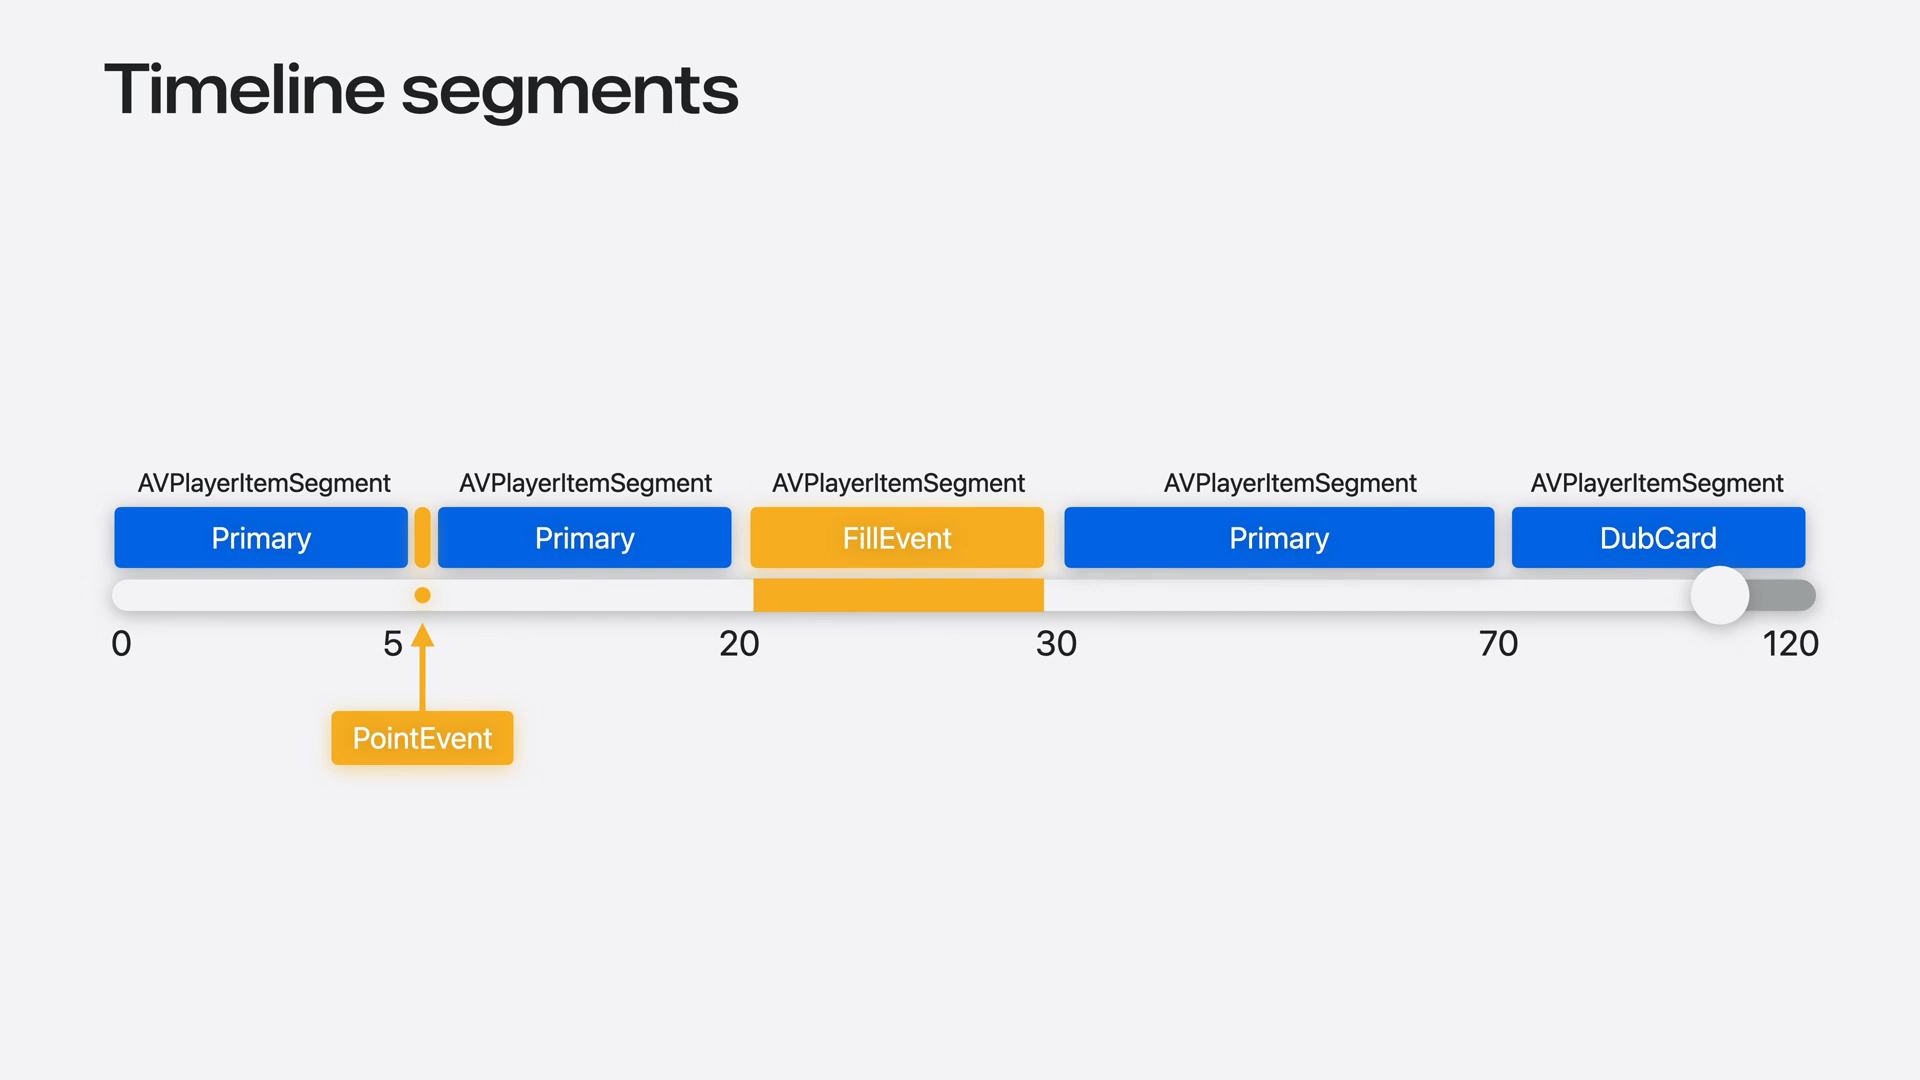 Timeline segments
AVPlayerItemSegment AVPlayerItemSegment AVPlayerItemSegment AVPlayerItemSegment AVPlayerItemSegment
Primary Primary FillEvent Primary DubCard
0 5 20 30 70 120
PointEvent